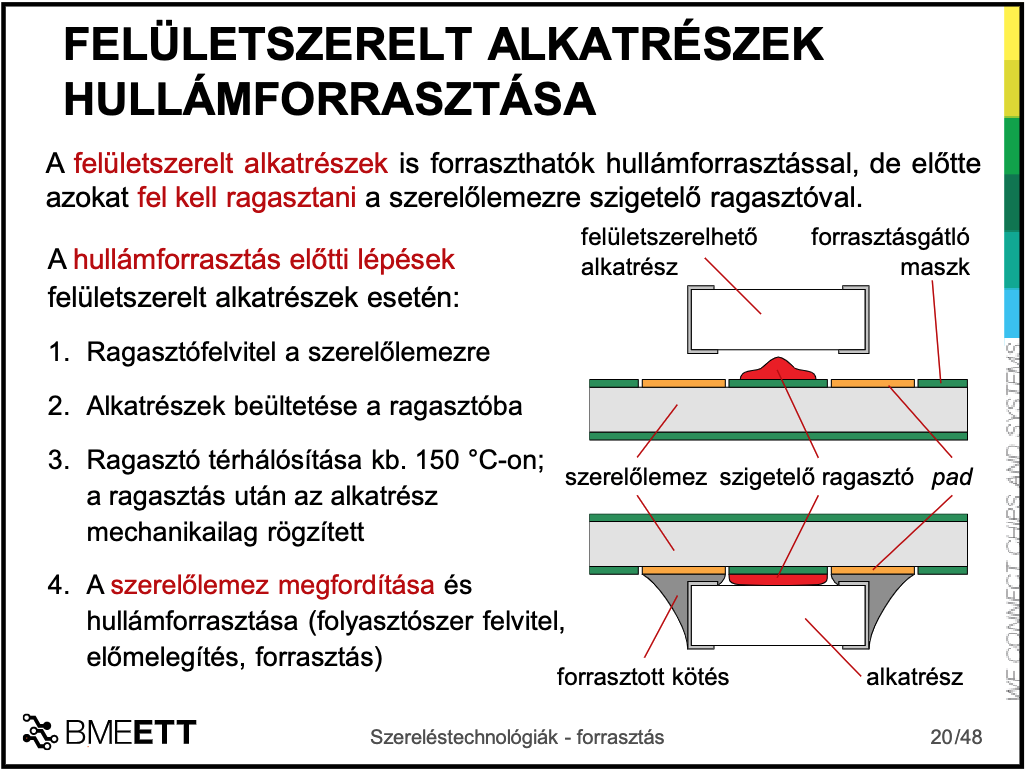 FELÜLETSZERELT ALKATRÉSZEK
HULLÁMFORRASZTÁSA
A felületszerelt alkatrészek is forraszthatók hullámforrasztással, de előtte
azokat fel kell ragasztani a szerelőlemezre szigetelő ragasztóval.
A hullámforrasztás előtti lépések
felületszerelt alkatrészek esetén:
1. Ragasztófelvitel a szerelőlemezre
2. Alkatrészek beültetése a ragasztóba
3. Ragasztó térhálósítása kb. 150 °C-on;
a ragasztás után az alkatrész
mechanikailag rögzített
4. A szerelőlemez megfordítása és
hullámforrasztása (folyasztószer felvitel,
előmelegítés, forrasztás)
felületszerelhető
alkatrész
forrasztásgátló
maszk
szerelőlemez
szigetelő ragasztó
pad
forrasztott kötés
alkatrész
WE CONNECT CHIPS AND SYSTEMS
BMEETT
Szereléstechnológiák - forrasztás
20/48